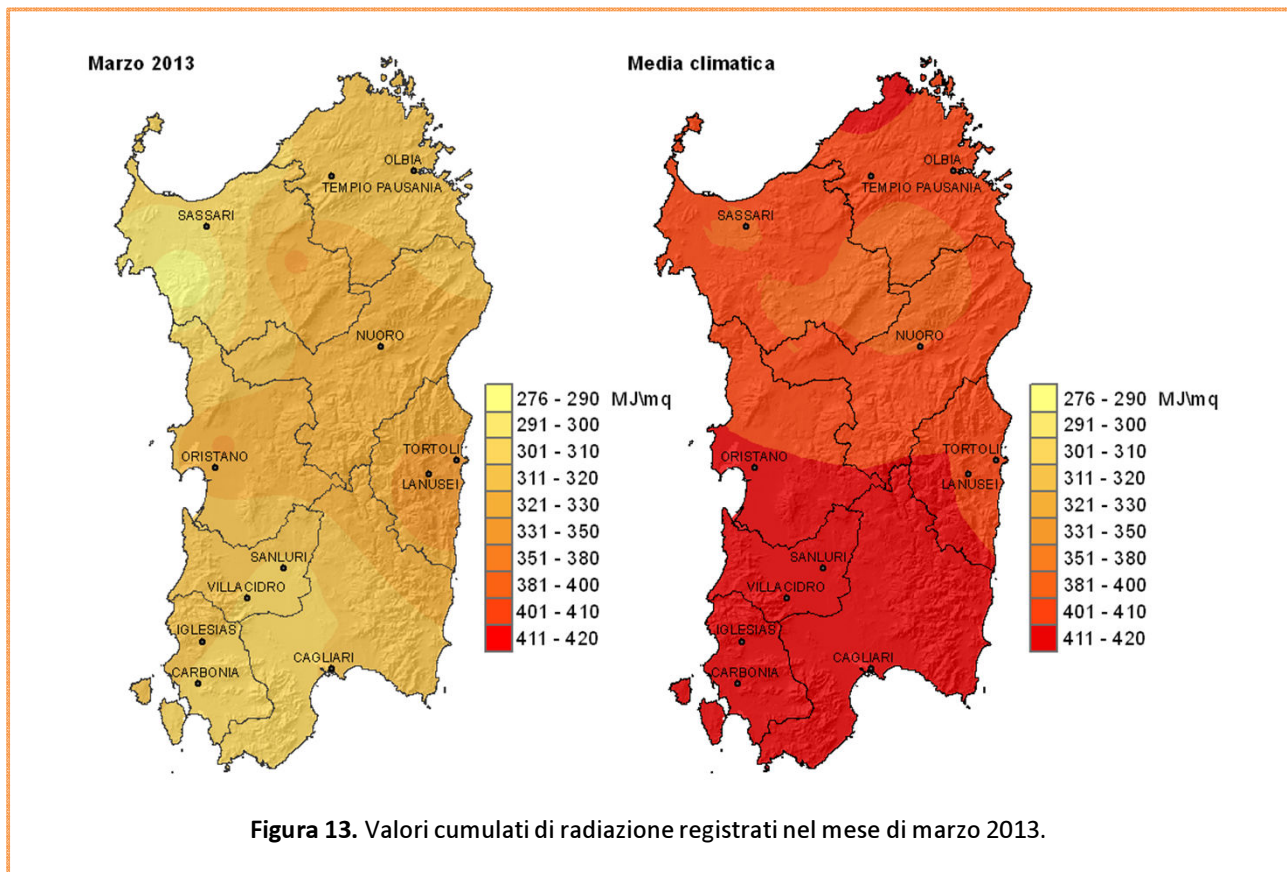 Marzo 2013
OLBIA
TEMPIO PAUSANIA
SASSARI
NUORO
TORTOLI
ORISTANO
LANUSEI
SANLURI
VILLACIDRO
IGLESIAS
CAGLIARI
CARBONIA
276 - 290 MJ\mq
291 - 300
301 - 310
311 - 320
321 - 330
331 - 350
351 - 380
381 - 400
401 - 410
411 - 420
Media climatica
OLBIA
TEMPIO PAUSANIA
SASSARI
NUORO
TORTOLI
ORISTANO
LANUSEI
SANLURI
VILLACIDRO
IGLESIAS
CAGLIARI
CARBONIA
276 - 290 MJ\mq
291 - 300
301 - 310
311 - 320
321 - 330
331 - 350
351 - 380
381 - 400
401 - 410
411 - 420
Figura 13. Valori cumulati di radiazione registrati nel mese di marzo 2013.